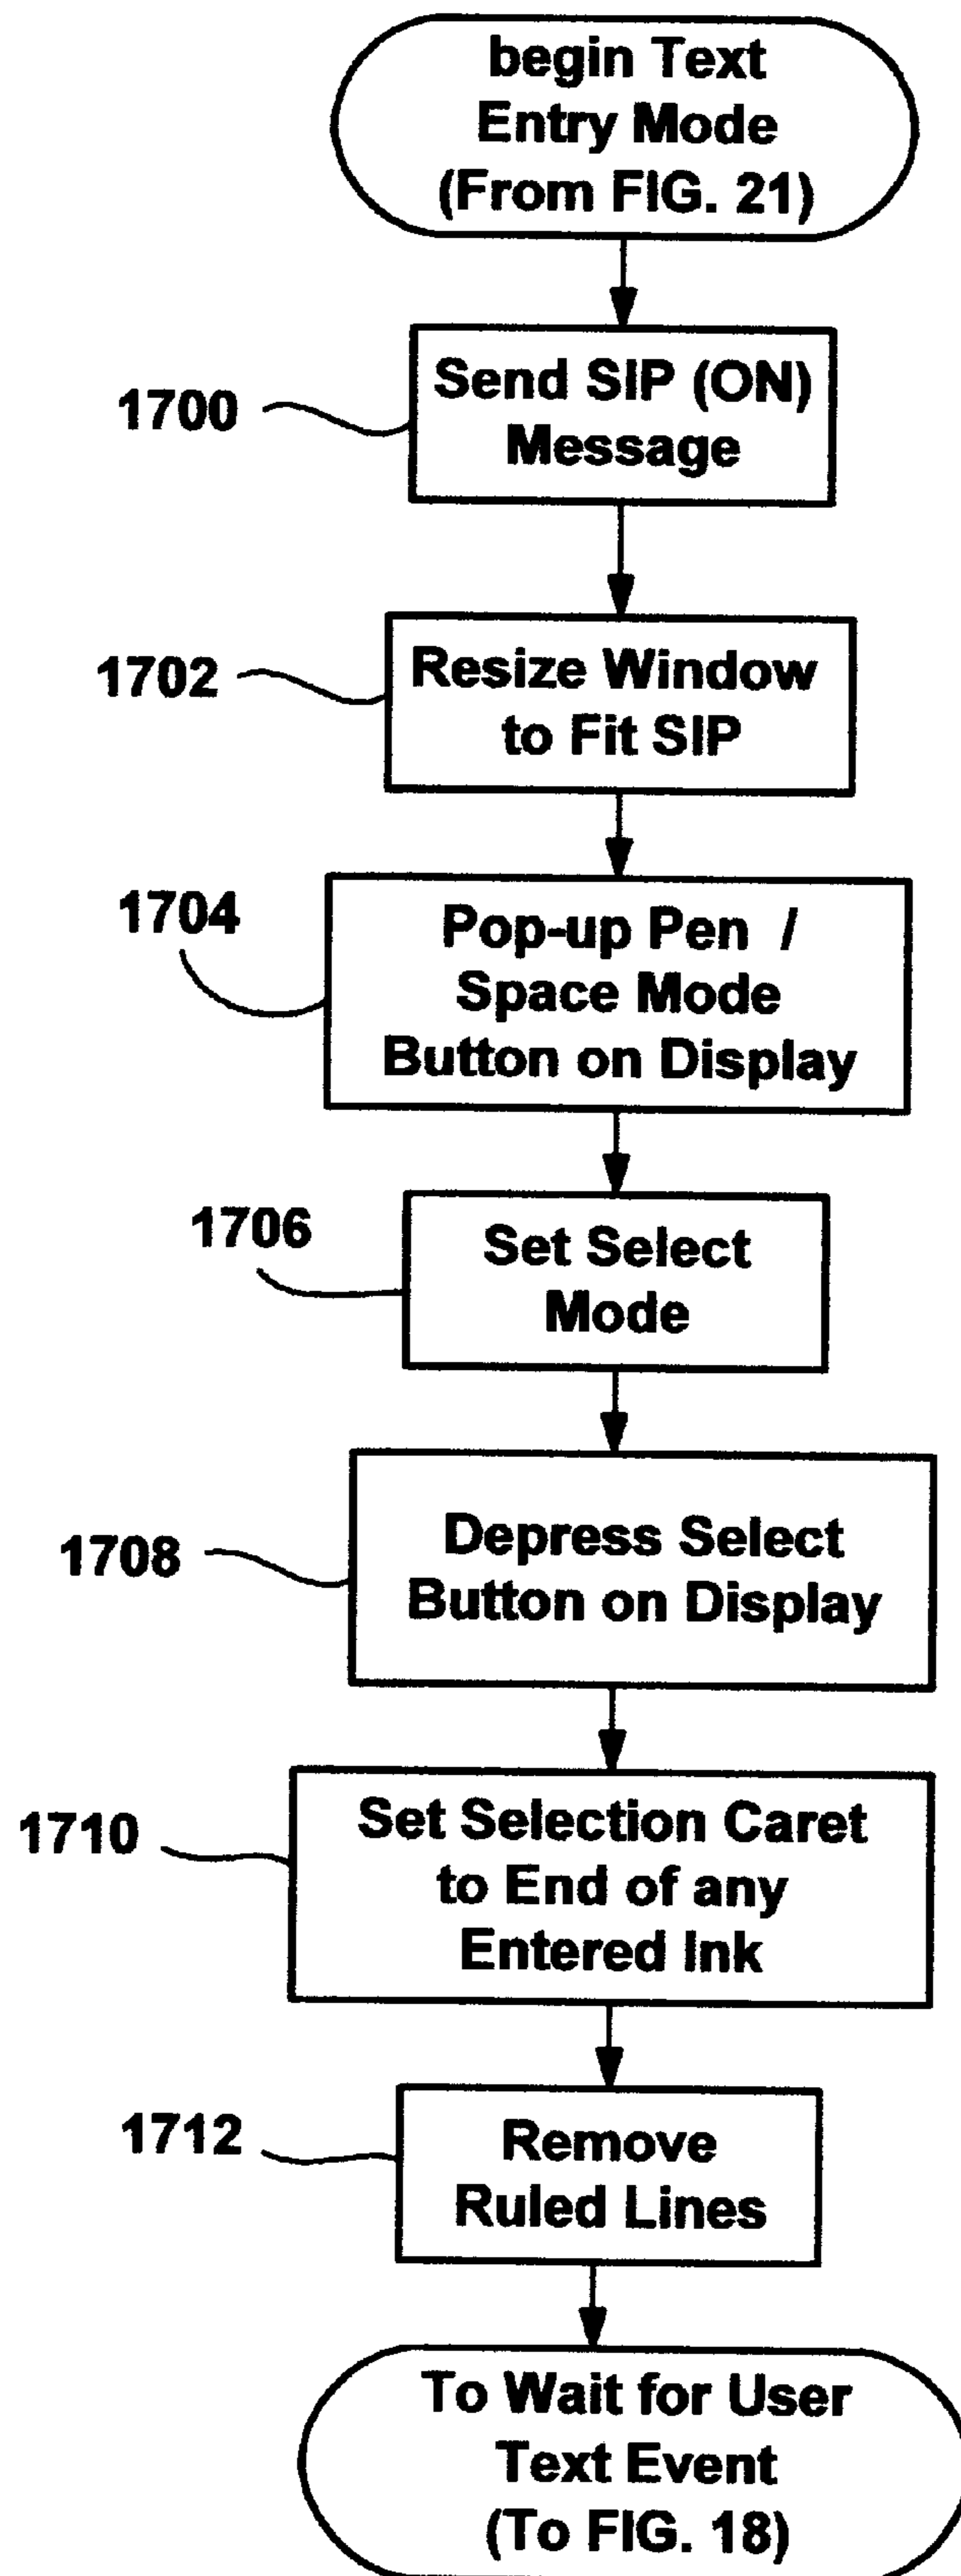 begin Text
Entry Mode
(From FIG. 21)
1700
Send SIP (ON)
Message
1702
Resize Window
to Fit SIP
1704
Pop-up Pen /
Space Mode
Button on Display
1706
Set Select
Mode
1708
Depress Select
Button on Display
1710
Set Selection Caret
to End of any
Entered Ink
1712
Remove
Ruled Lines
To Wait for User
Text Event
(To FIG. 18)